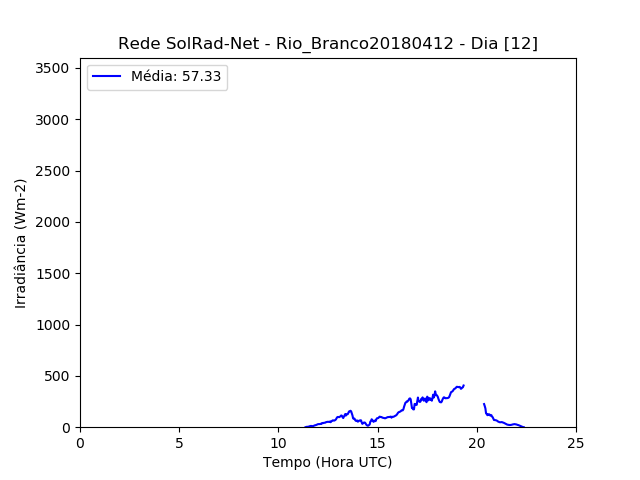 Rede SolRad-Net - Rio_Branco20180412 - Dia [12]
Média: 57.33
3500
3000
2500
2000
1500
1000
500
0
Irradiância (Wm-2)
0 5 10 15 20 25
Tempo (Hora UTC)